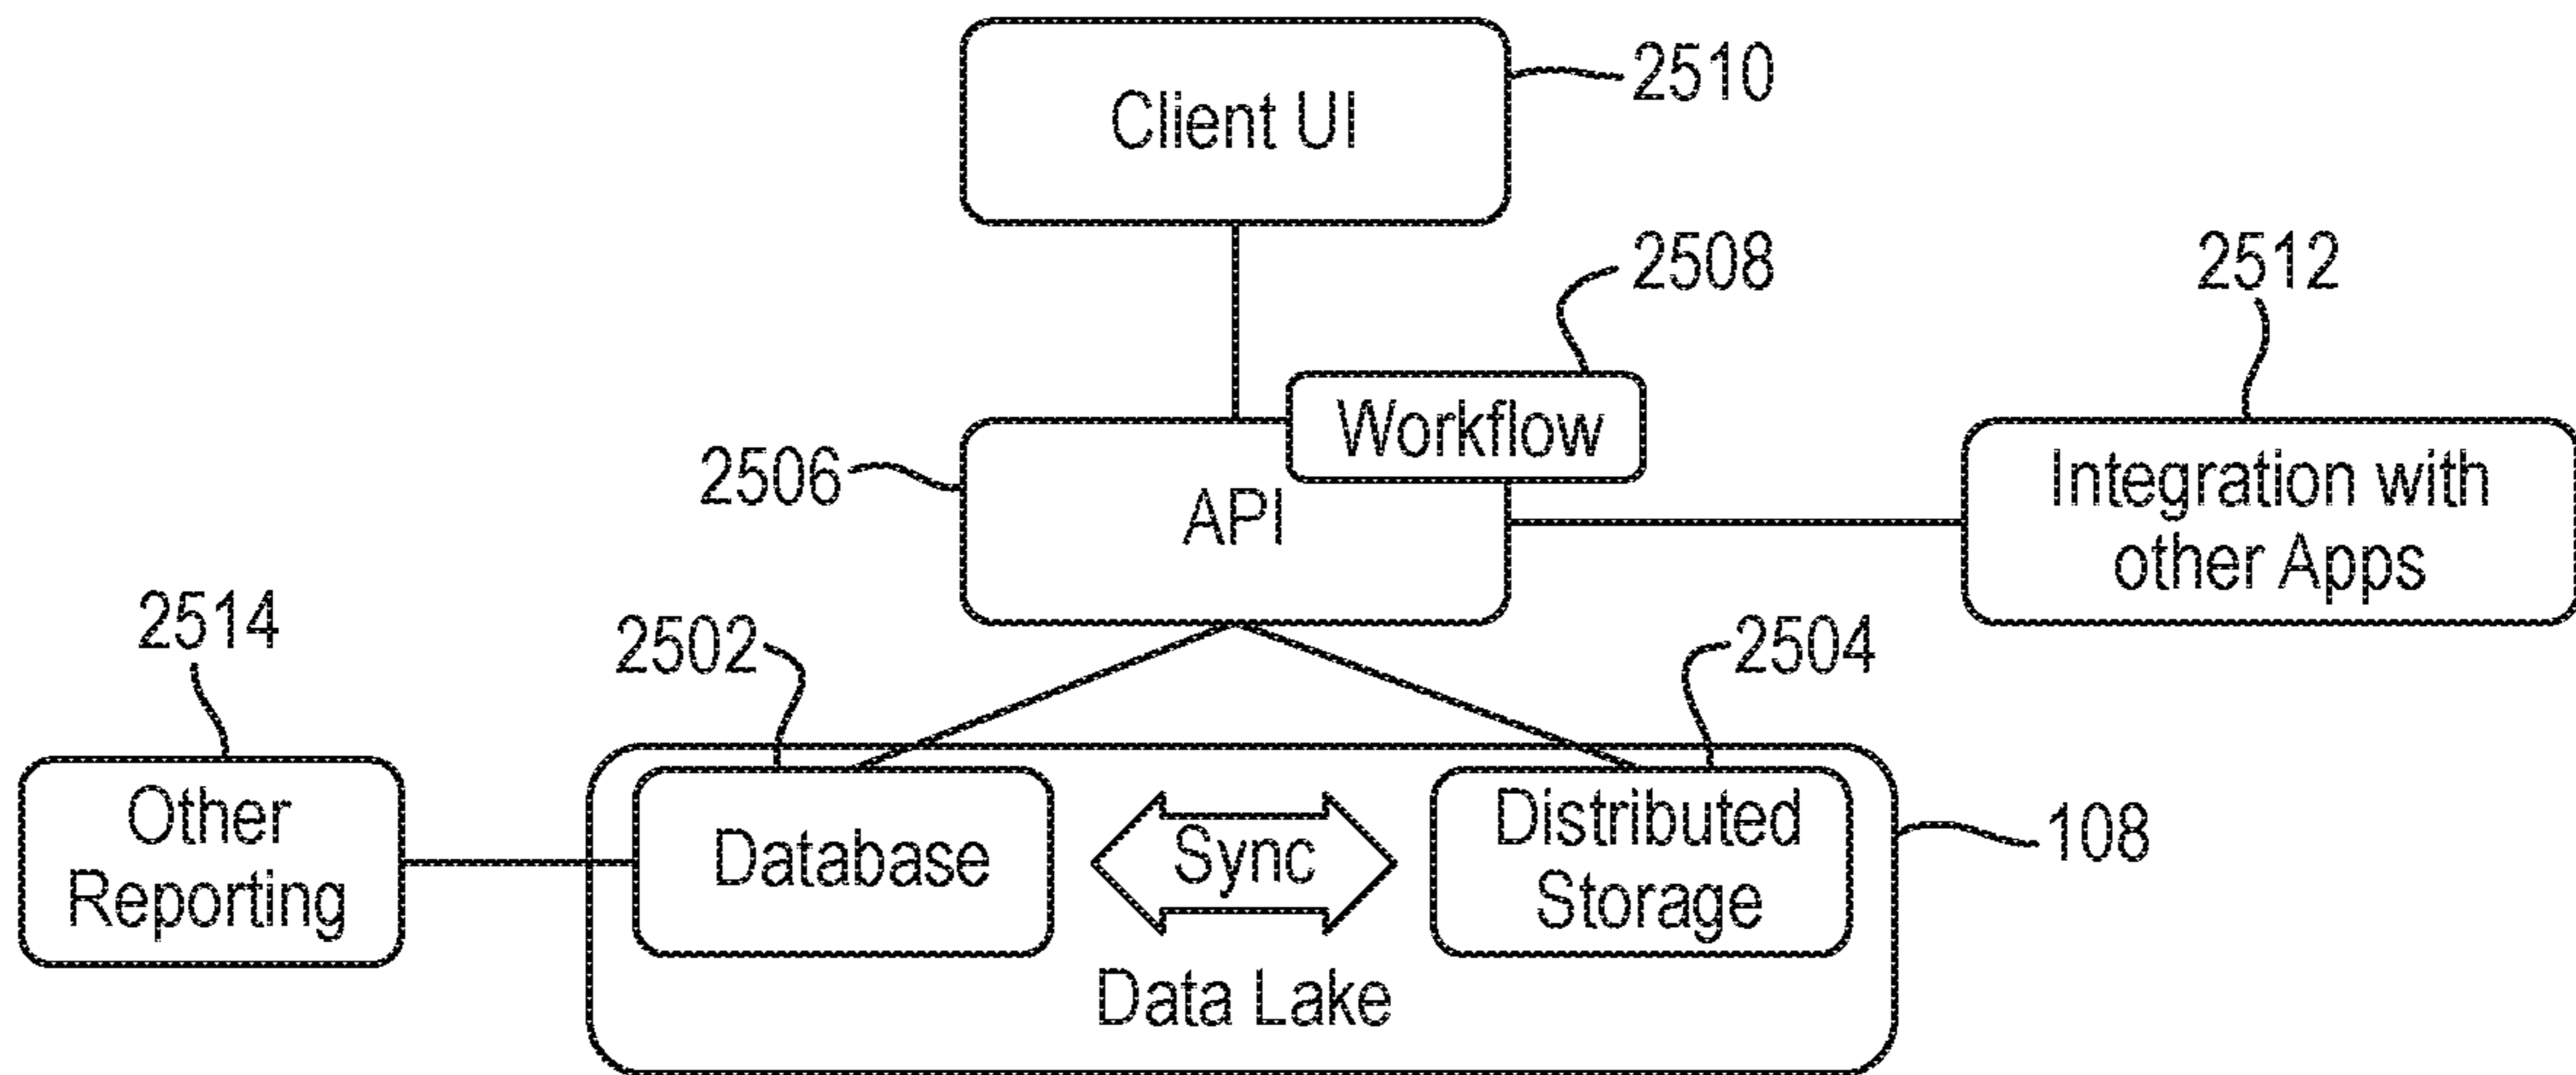 Client UI
2510
2508
2512
Workflow
2506
API
Integration with
other Apps
2514
2502
2504
Other
Reporting
Database
Sync
Distributed
Storage
108
Data Lake